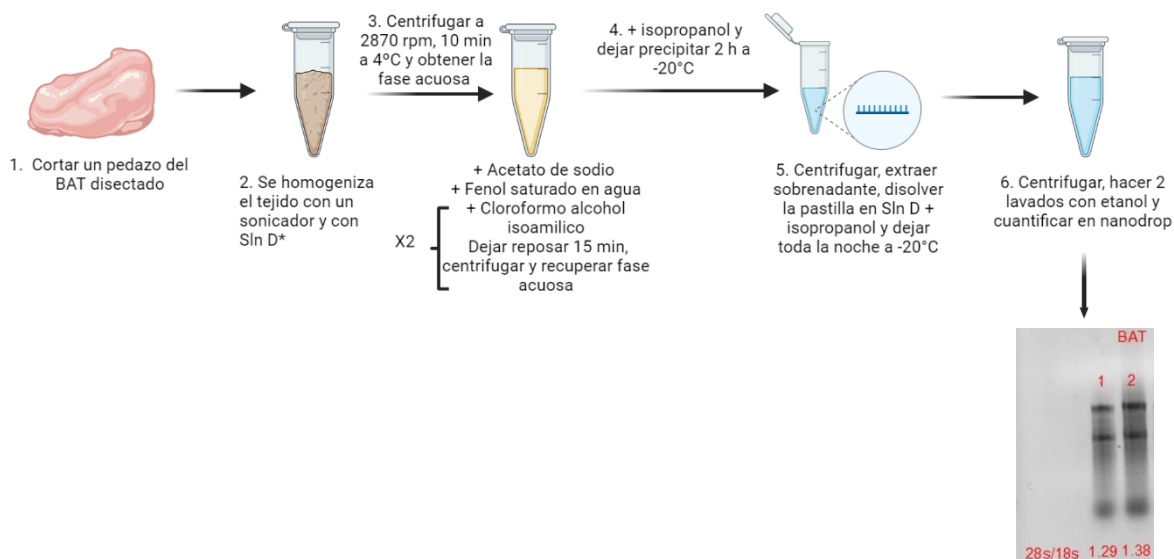 1. Cortar un pedazo del
BAT disectado
2. Se homogeniza
el tejido con un
sonicador y con
Sln D*
3. Centrifugar a
2870 rpm, 10 min
a 4ºC y obtener la
fase acuosa
+ Acetato de sodio
+ Fenol saturado en agua
+ Cloroformo alcohol
isoamilico
Dejar reposar 15 min,
centrifugar y recuperar fase
acuosa
X2
4. + isopropanol y
dejar precipitar 2 h a
-20°C
5. Centrifugar, extraer
sobrenadante, disolver
la pastilla en Sln D +
isopropanol y dejar
toda la noche a -20°C
6. Centrifugar, hacer 2
lavados con etanol y
cuantificar en nanodrop
BAT
1 2
28s/18s 1.29 1.38